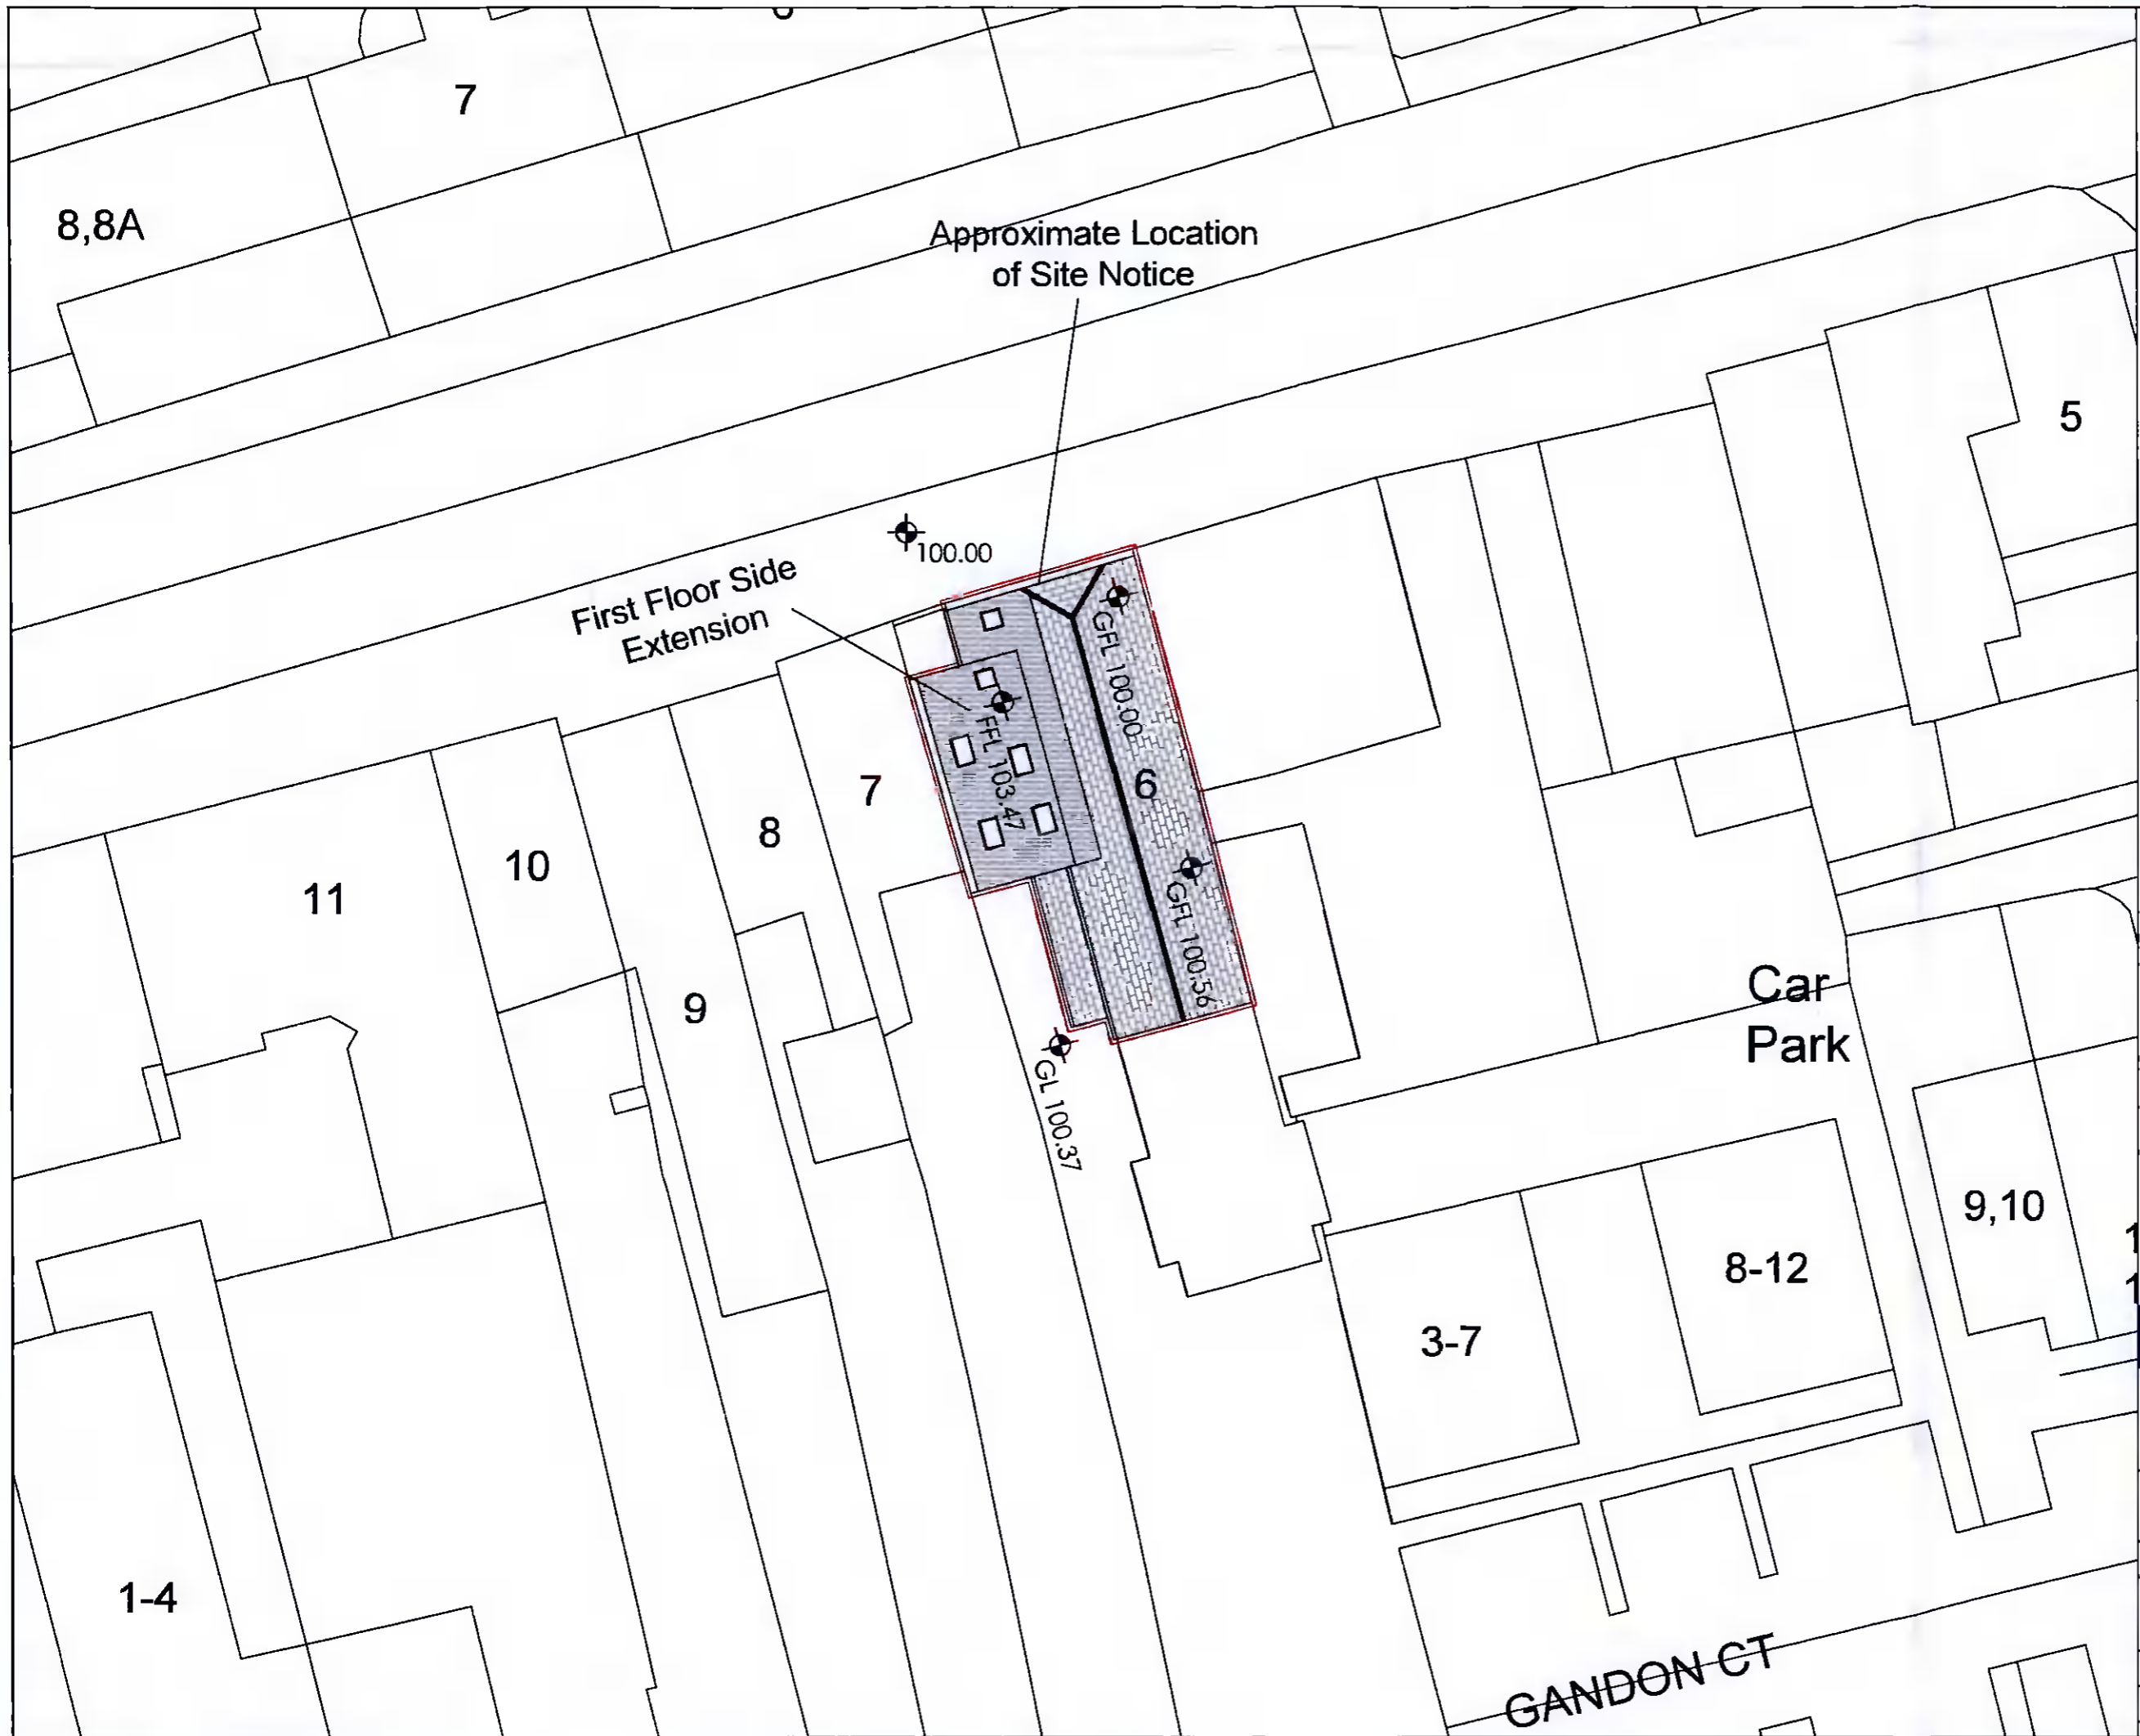 7
8,8A
Approximate Location
of Site Notice
5
100.00
First Floor Side
Extension
GFL 100.00
FFL 103.47
6
7
8
10
11
GFL 100.56
9
Car
Park
GL 100.37
9,10
8-12
3-7
1-4
GANDON CT